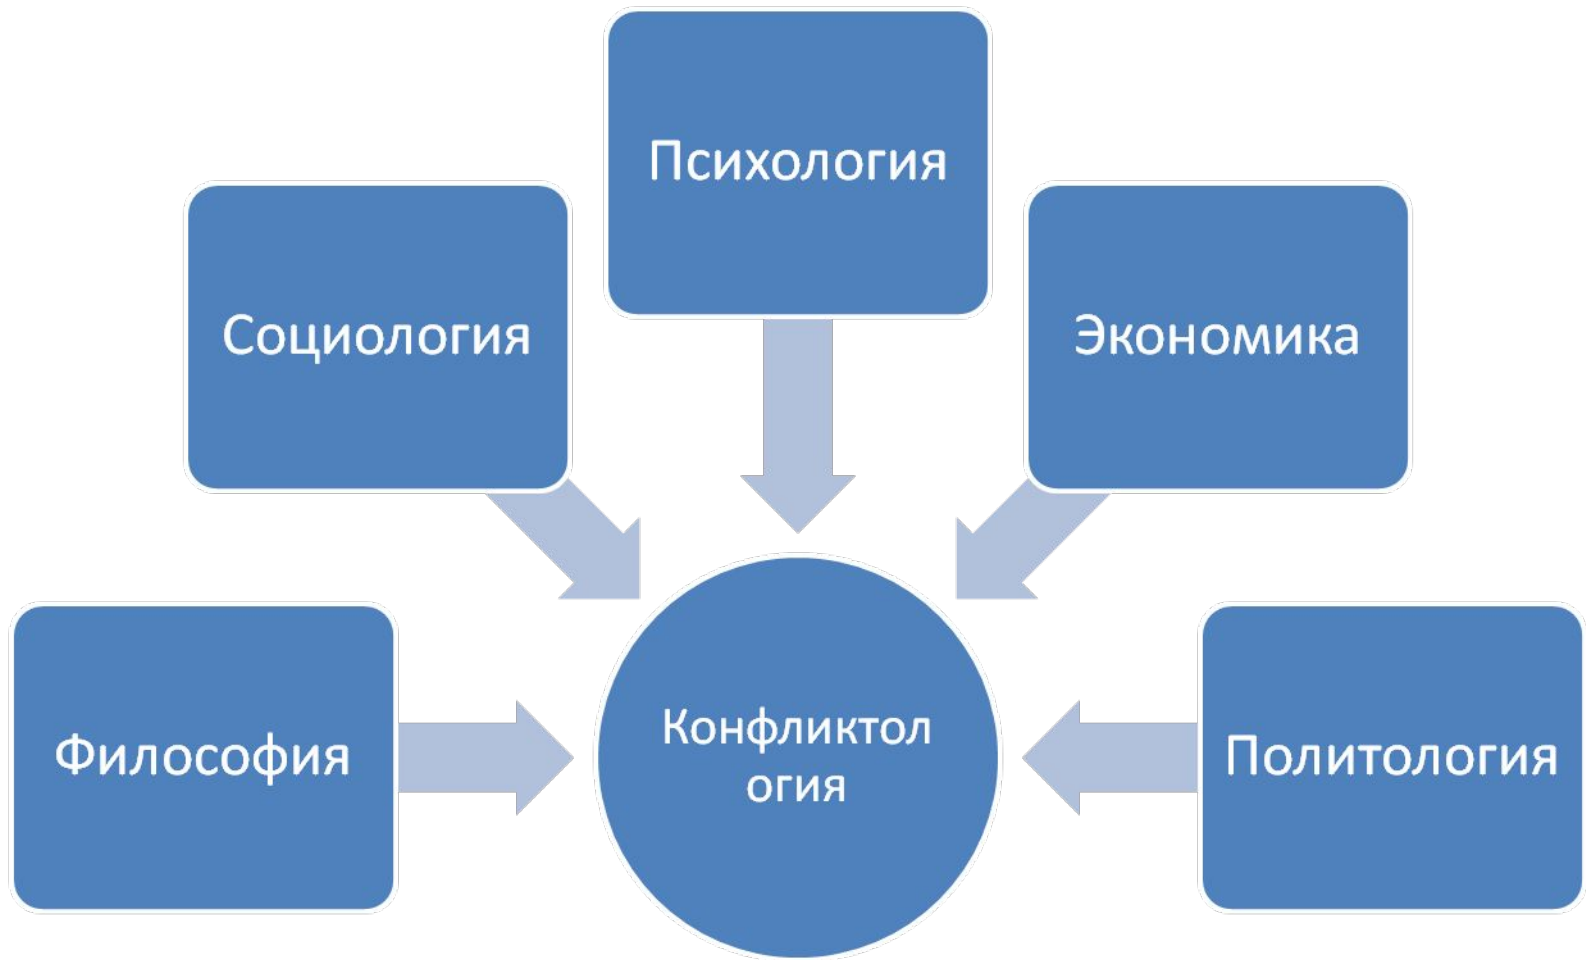 Психология
Социология
Экономика
Философия
Конфликтол
огия
Политология